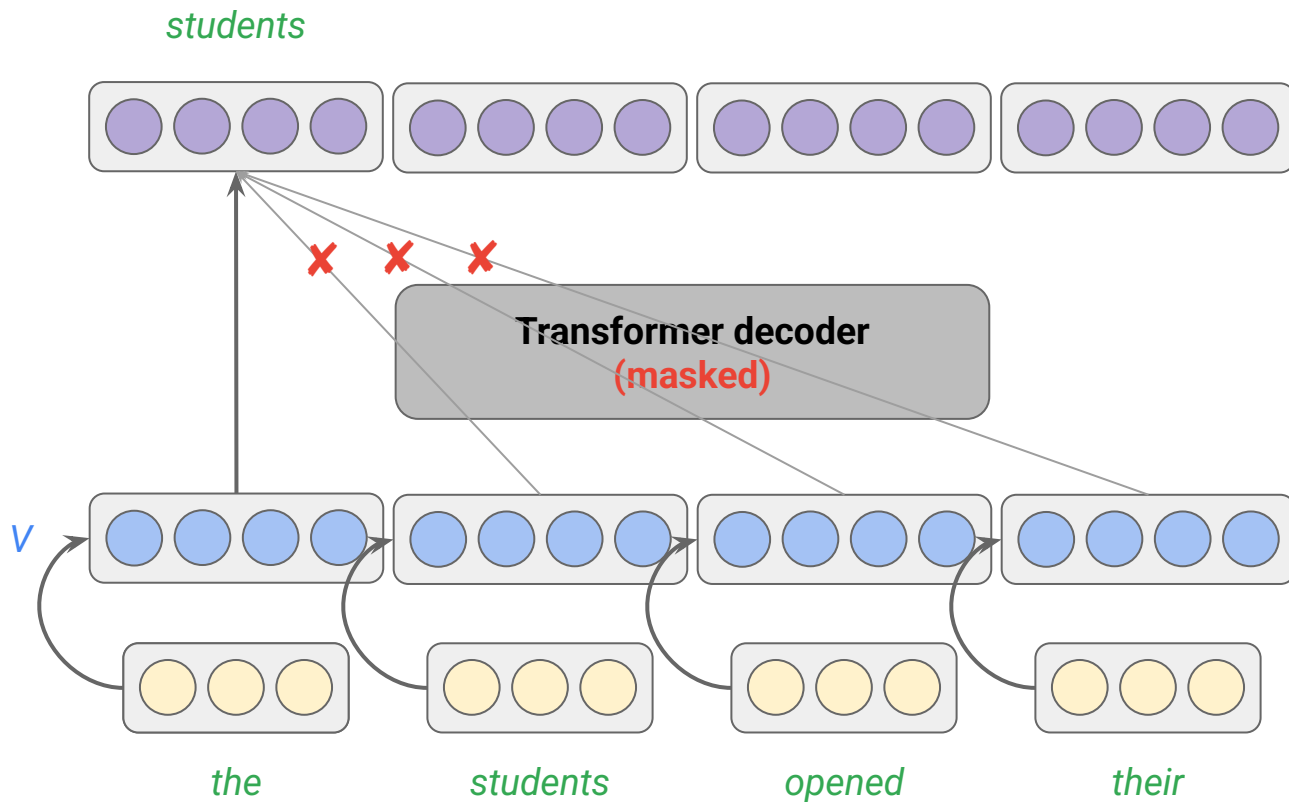 students
Transformer decoder
(masked)
V
the students opened their